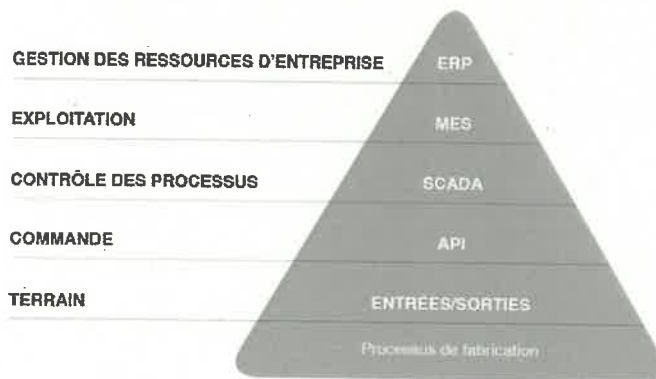 GESTION DES RESSOURCES D'ENTREPRISE ERP
EXPLOITATION MES
CONTRÔLE DES PROCESSUS SCADA
COMMANDE API
TERRAIN ENTRÉES/SORTIES
Processus de fabrication